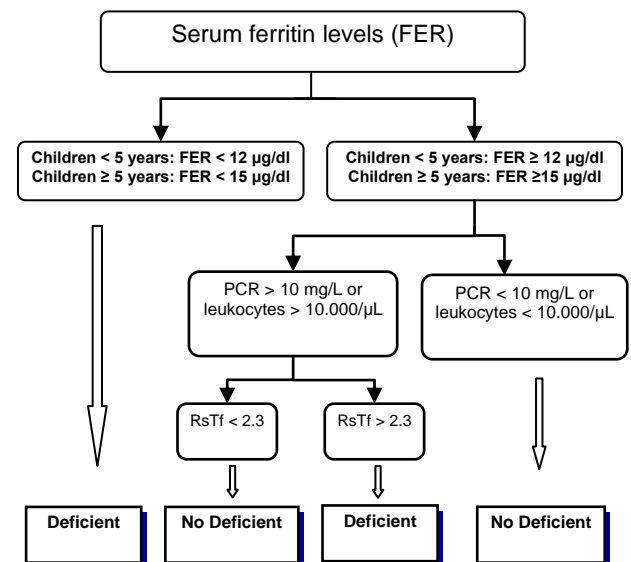 Serum ferritin levels (FER)
Children < 5 years: FER < 12 µg/dl
Children ≥ 5 years: FER < 15 µg/dl
Children < 5 years: FER ≥ 12 µg/dl
Children ≥ 5 years: FER ≥15 µg/dl
PCR > 10 mg/L or
leukocytes > 10.000/µL
PCR < 10 mg/L or
leukocytes < 10.000/µL
RsTf < 2.3
RsTf > 2.3
Deficient
No Deficient
Deficient
No Deficient